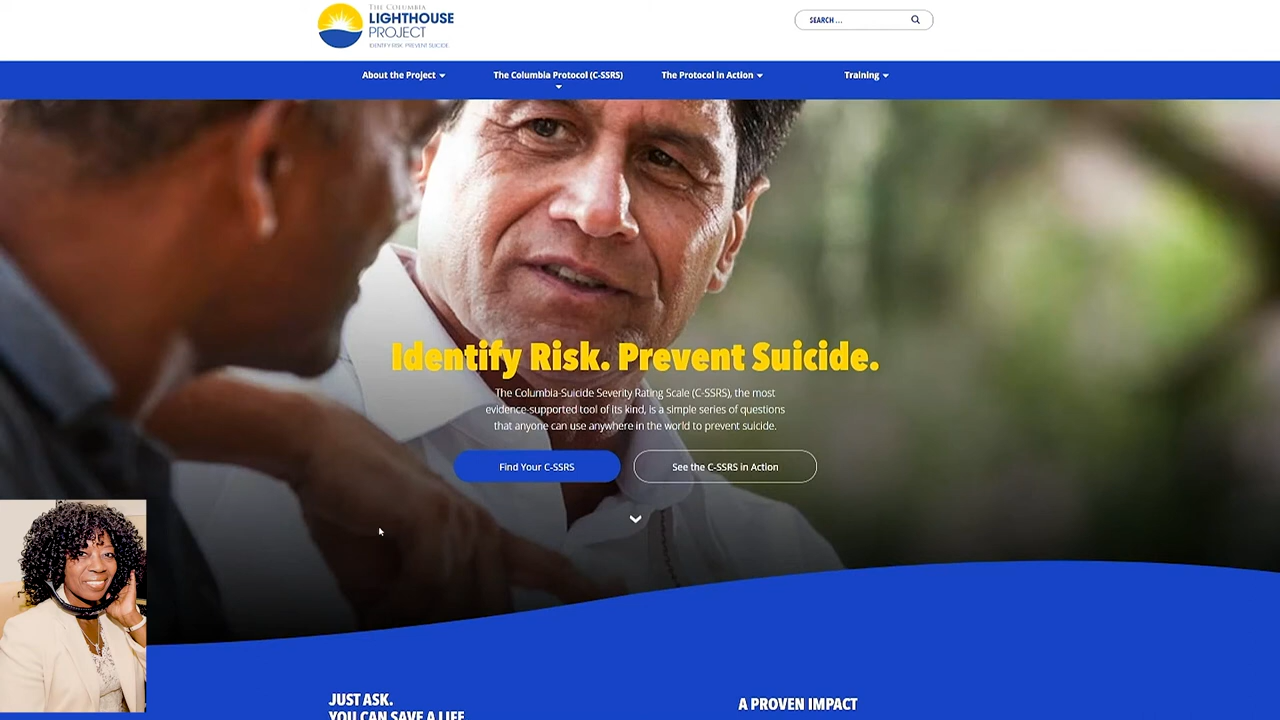 THE COLUMBIA
LIGHTHOUSE
PROJECT
IDENTIFY RISK. PREVENT SUICIDE.
SEARCH ...
About the Project
The Columbia Protocol (C-SSRS)
The Protocol in Action
Training
Identify Risk. Prevent Suicide.
The Columbia-Suicide Severity Rating Scale (C-SSRS), the most
evidence-supported tool of its kind, is a simple series of questions
that anyone can use anywhere in the world to prevent suicide.
Find Your C-SSRS
See the C-SSRS in Action
JUST ASK.
YOU CAN SAVE A LIFE
A PROVEN IMPACT